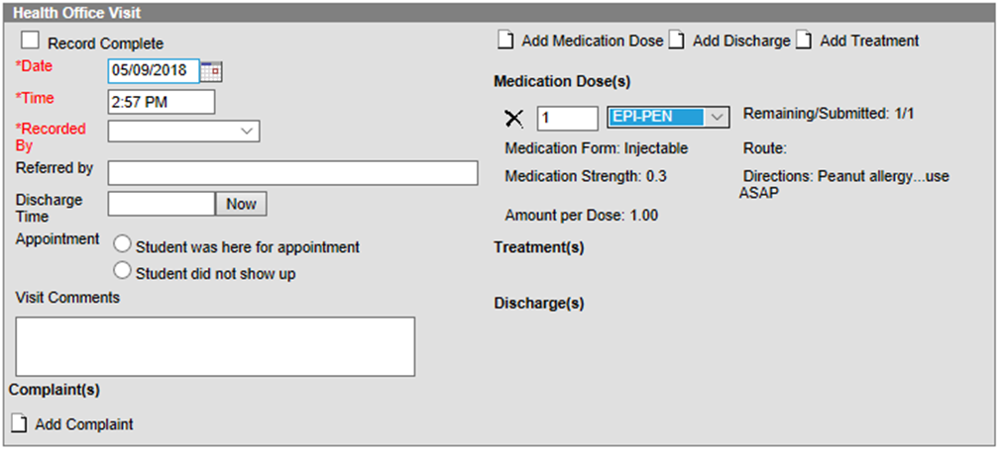 Health Office Visit
Record Complete
*Date 05/09/2018
*Time 2:57 PM
*Recorded
By
Referred by
Discharge
Time Now
Appointment Student was here for appointment
Student did not show up
Visit Comments
Complaint(s)
Add Complaint
Add Medication Dose Add Discharge Add Treatment
Medication Dose(s)
1 EPI-PEN Remaining/Submitted: 1/1
Medication Form: Injectable Route:
Medication Strength: 0.3 Directions: Peanut allergy...use
ASAP
Amount per Dose: 1.00
Treatment(s)
Discharge(s)